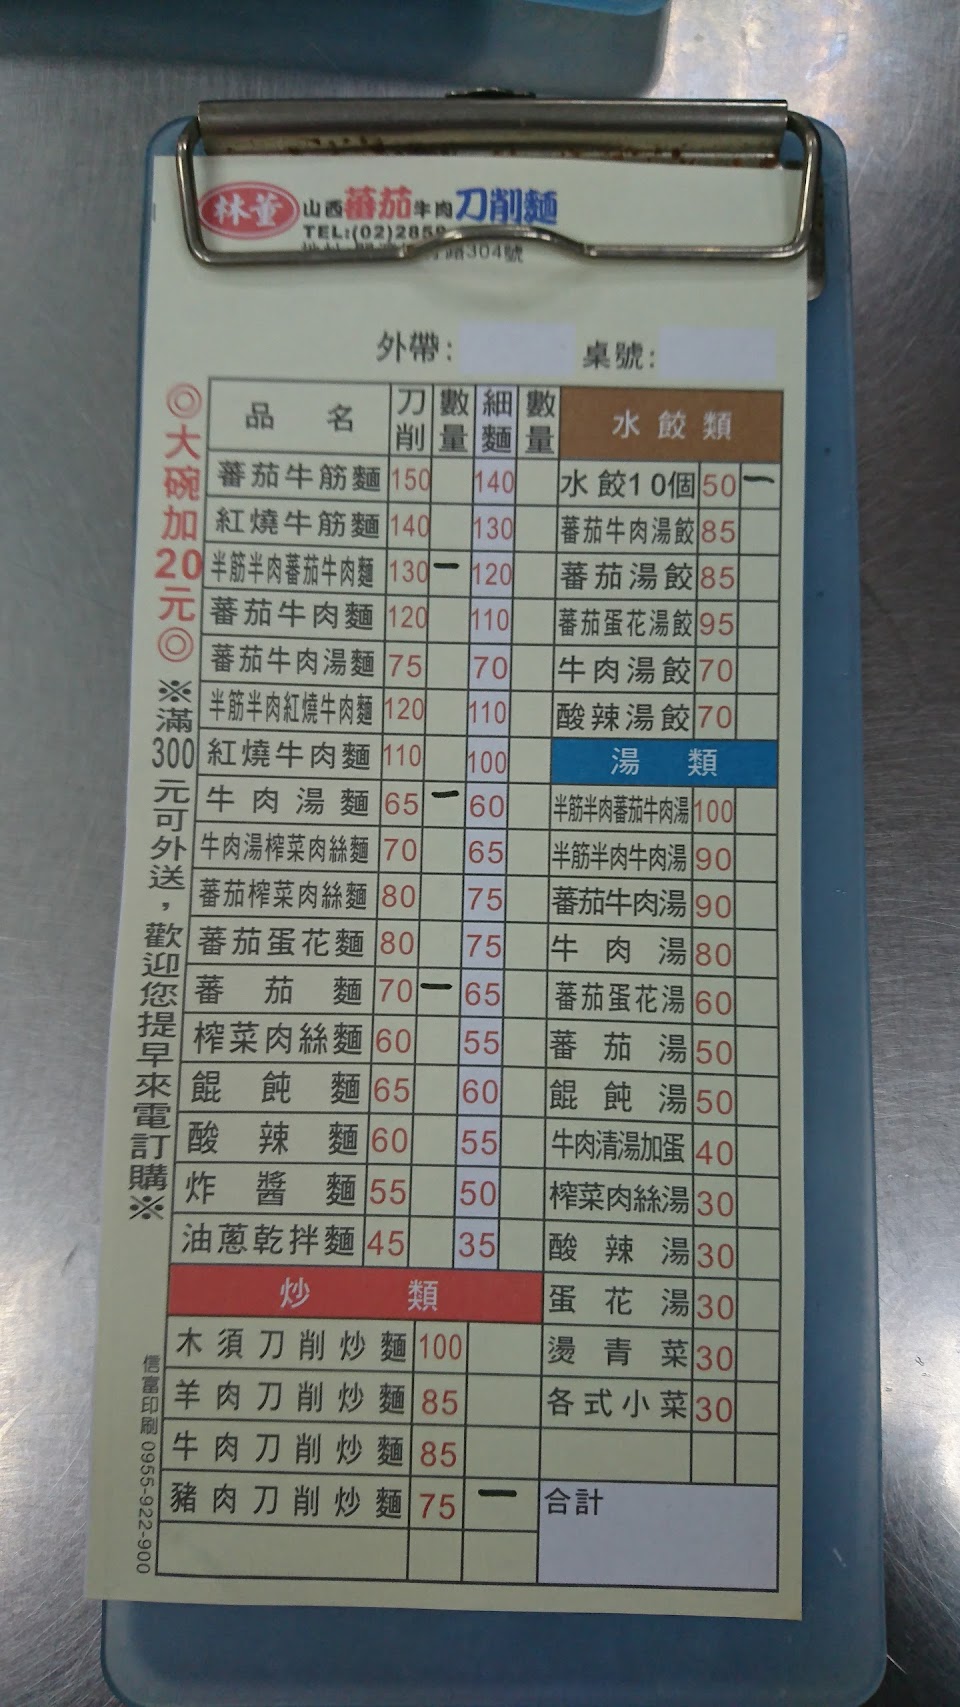 林董 山西蕃茄牛肉刀削麵
TEL:(02)2859
路304號
外帶: 桌號:
◎大碗加20元◎
※滿300元可外送,歡迎您提早來電訂購※
品名 刀削 數量 細麵 數量
蕃茄牛筋麵 150 140
紅燒牛筋麵 140 130
半筋半肉蕃茄牛肉麵 130 一 120
蕃茄牛肉麵 120 110
蕃茄牛肉湯麵 75 70
半筋半肉紅燒牛肉麵 120 110
紅燒牛肉麵 110 100
牛肉湯麵 65 一 60
牛肉湯榨菜肉絲麵 70 65
蕃茄榨菜肉絲麵 80 75
蕃茄蛋花麵 80 75
蕃茄麵 70 一 65
榨菜肉絲麵 60 55
餛飩麵 65 60
酸辣麵 60 55
炸醬麵 55 50
油蔥乾拌麵 45 35
炒類
木須刀削炒麵 100
羊肉刀削炒麵 85
牛肉刀削炒麵 85
豬肉刀削炒麵 75 一
水餃類
水餃10個 50 一
蕃茄牛肉湯餃 85
蕃茄湯餃 85
蕃茄蛋花湯餃 95
牛肉湯餃 70
酸辣湯餃 70
湯類
半筋半肉蕃茄牛肉湯 100
半筋半肉牛肉湯 90
蕃茄牛肉湯 90
牛肉湯 80
蕃茄蛋花湯 60
蕃茄湯 50
餛飩湯 50
牛肉清湯加蛋 40
榨菜肉絲湯 30
酸辣湯 30
蛋花湯 30
燙青菜 30
各式小菜 30
合計
信富印刷 0955-922-900